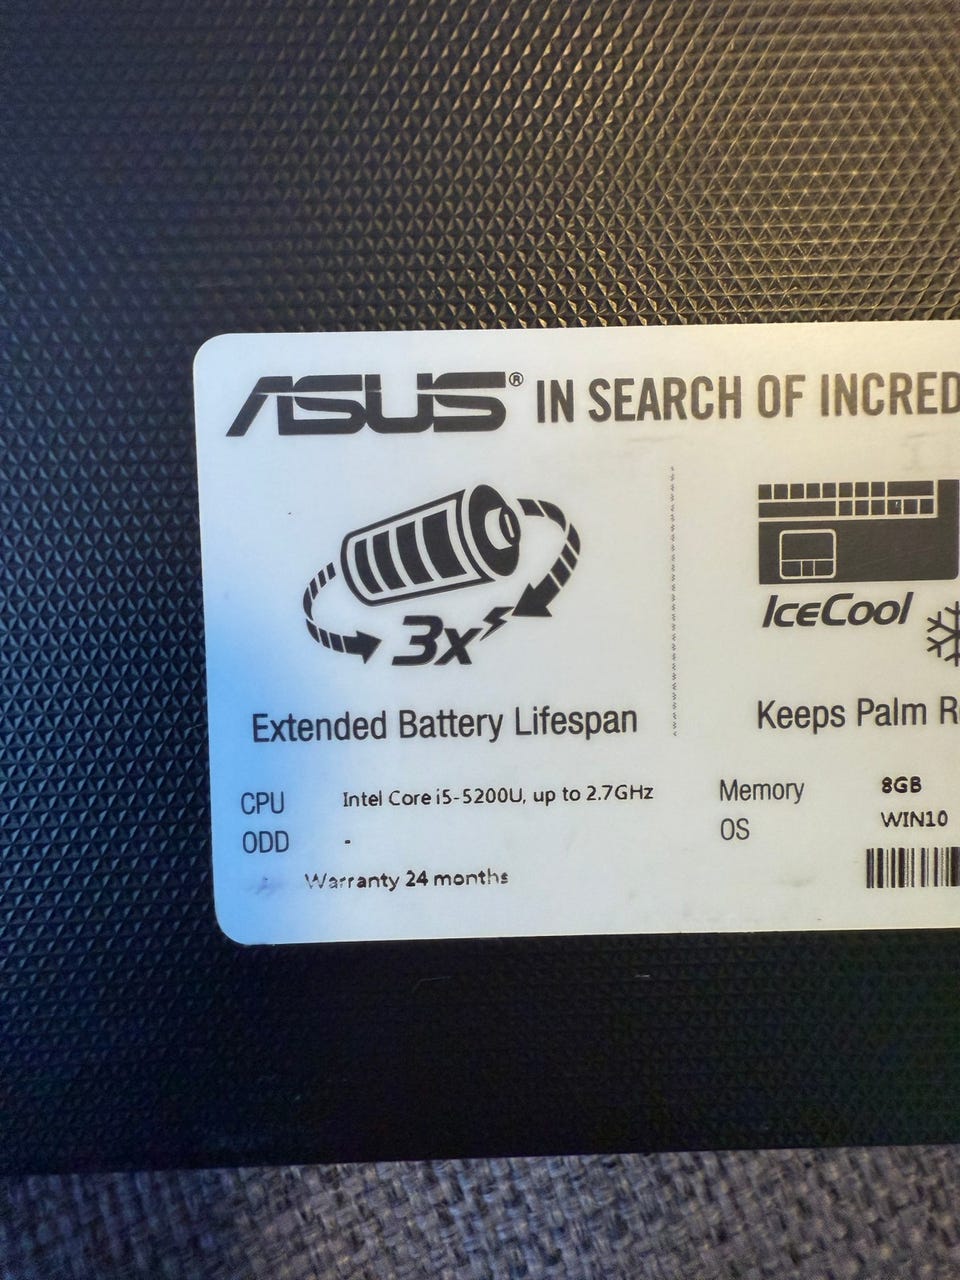 ASUS® IN SEARCH OF INCRED
3x
IceCool
Extended Battery Lifespan
Keeps Palm R
CPU Intel Core i5-5200U, up to 2.7GHz
Memory 8GB
ODD -
OS WIN10
Warranty 24 months